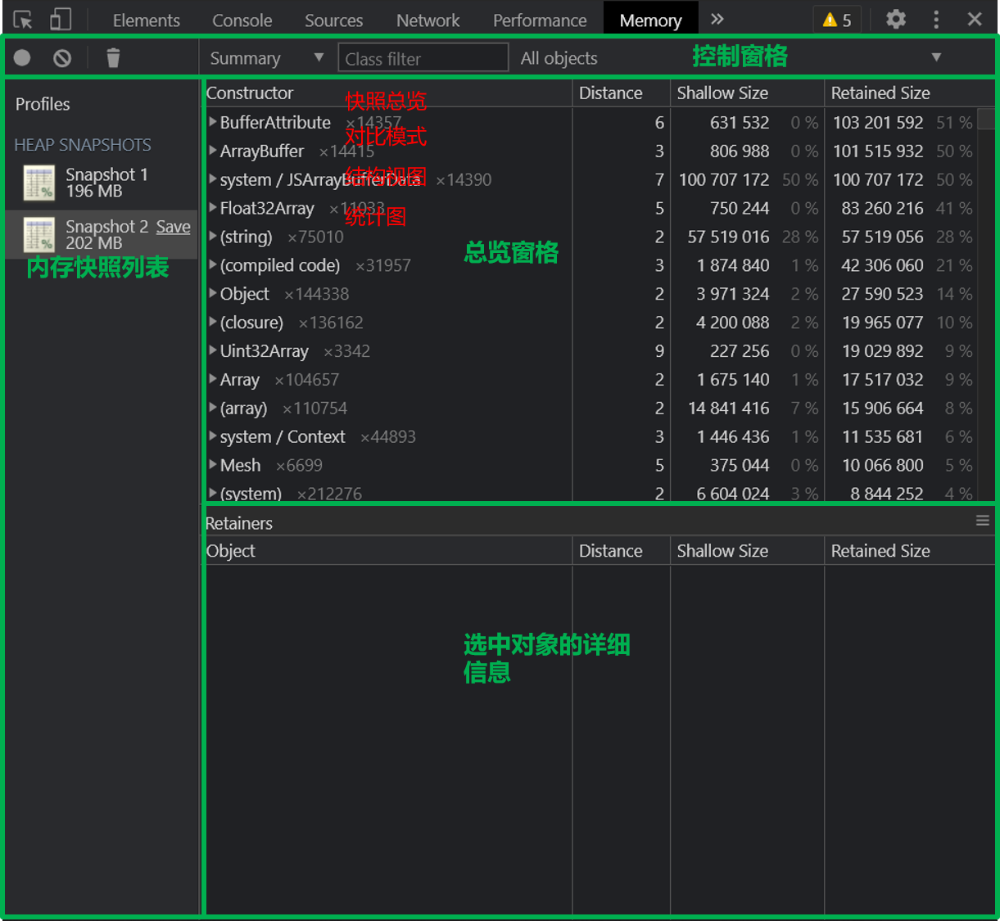 Elements Console Sources Network Performance Memory » 5
Summary Class filter All objects 控制窗格
Profiles
HEAP SNAPSHOTS
Snapshot 1
196 MB
Snapshot 2 Save
202 MB
内存快照列表
Constructor Distance Shallow Size Retained Size
快照总览
BufferAttribute ×14357 6 631 532 0 % 103 201 592 51 %
对比模式
ArrayBuffer ×14415 3 806 988 0 % 101 515 932 50 %
结构视图
system / JSArrayBufferData ×14390 7 100 707 172 50 % 100 707 172 50 %
Float32Array ×11033 5 750 244 0 % 83 260 216 41 %
统计图
(string) ×75010 2 57 519 016 28 % 57 519 056 28 %
总览窗格
(compiled code) ×31957 3 1 874 840 1 % 42 306 060 21 %
Object ×144338 2 3 971 324 2 % 27 590 523 14 %
(closure) ×136162 2 4 200 088 2 % 19 965 077 10 %
Uint32Array ×3342 9 227 256 0 % 19 029 892 9 %
Array ×104657 2 1 675 140 1 % 17 517 032 9 %
(array) ×110754 2 14 841 416 7 % 15 906 664 8 %
system / Context ×44893 3 1 446 436 1 % 11 535 681 6 %
Mesh ×6699 5 375 044 0 % 10 066 800 5 %
(system) ×212276 2 6 604 024 3 % 8 844 252 4 %
Retainers
Object Distance Shallow Size Retained Size
选中对象的详细
信息